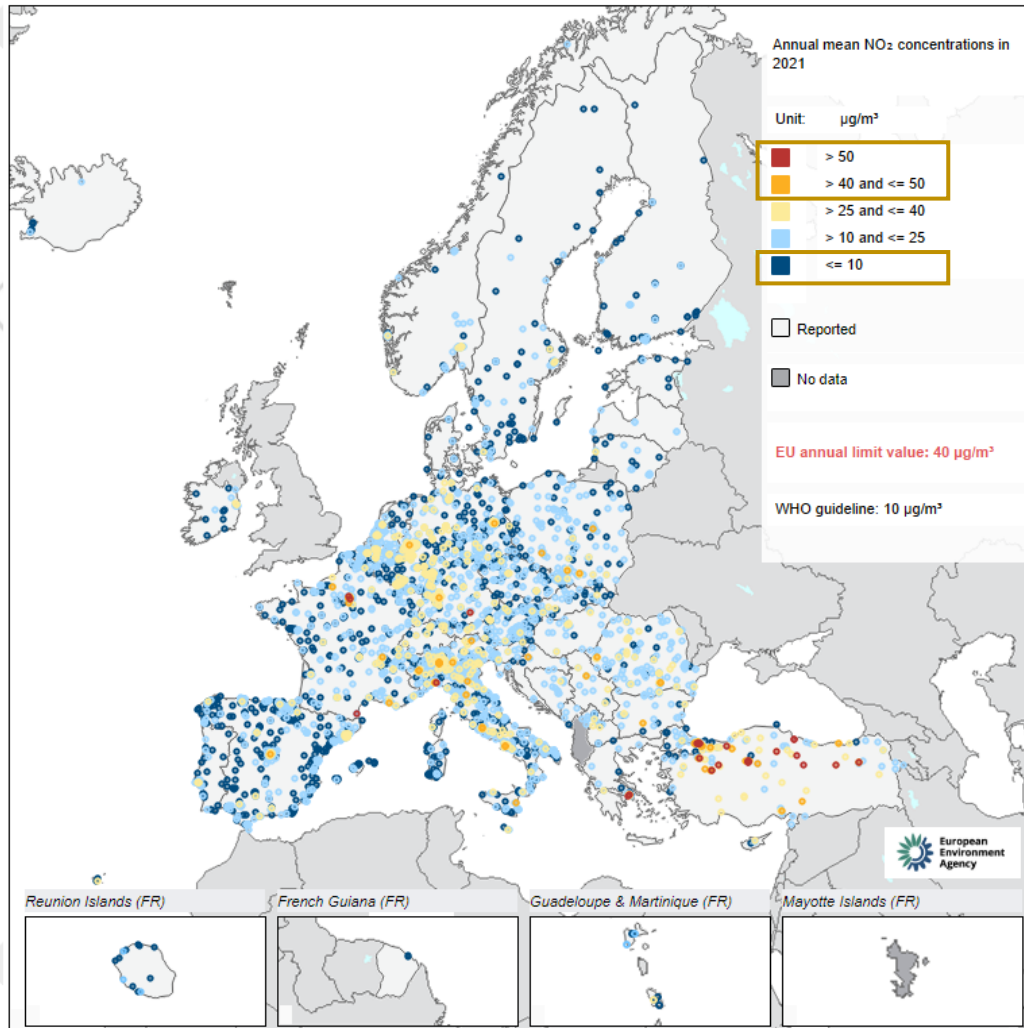 Annual mean NO₂ concentrations in
2021
Unit: µg/m³
> 50
> 40 and <= 50
> 25 and <= 40
> 10 and <= 25
<= 10
Reported
No data
EU annual limit value: 40 µg/m³
WHO guideline: 10 µg/m³
European
Environment
Agency
Reunion Islands (FR)
French Guiana (FR)
Guadeloupe & Martinique (FR)
Mayotte Islands (FR)